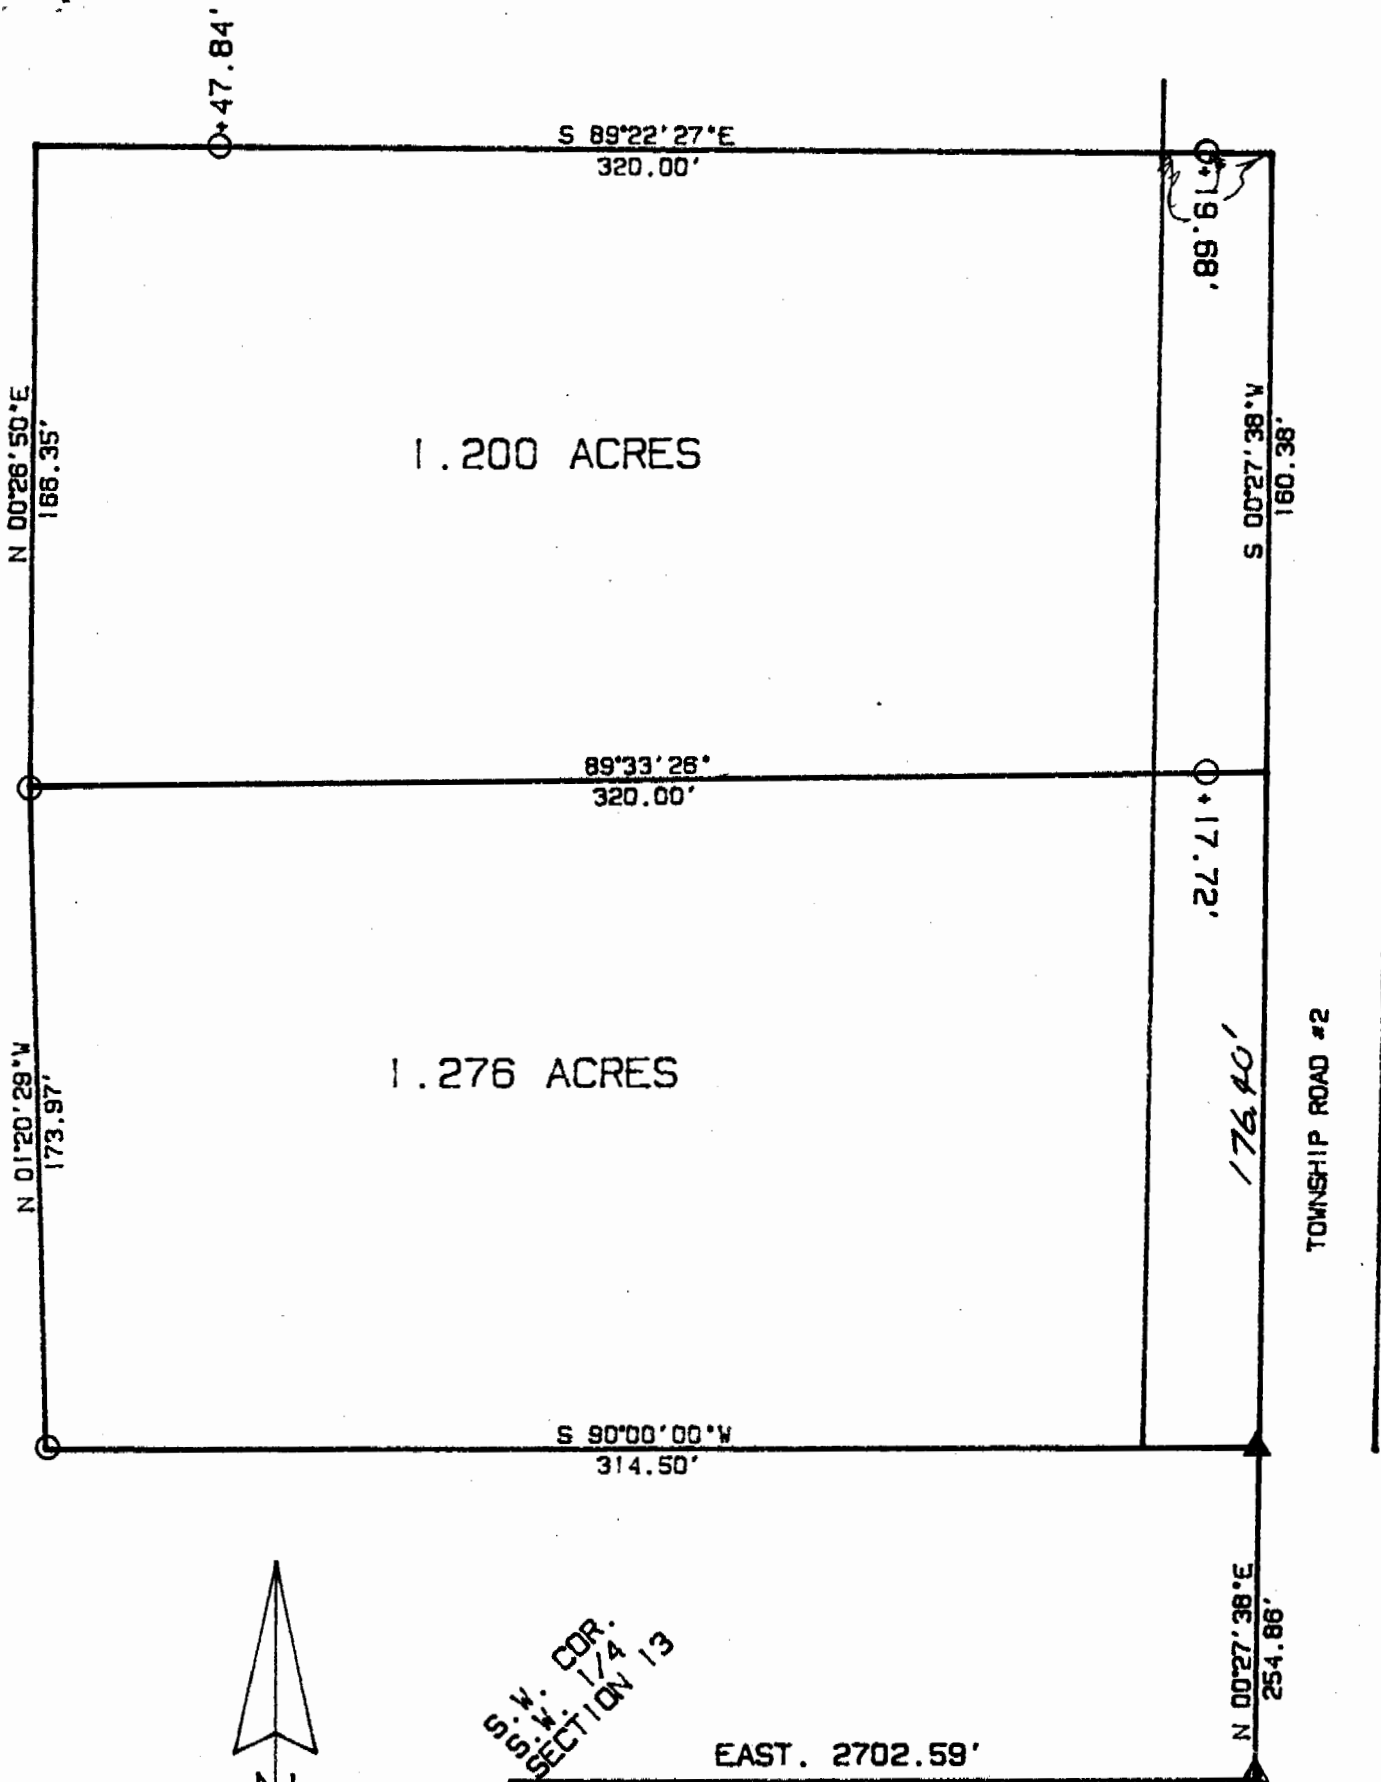 +47.84'
S 89°22'27"E
320.00'
+19.68'
N 00°26'50"E
166.35'
1.200 ACRES
S 00°27'38"W
160.38'
89°33'26"
320.00'
+17.72'
N 01°20'29"W
173.97'
1.276 ACRES
176.40'
TOWNSHIP ROAD #2
S 90°00'00"W
314.50'
N 00°27'38"E
254.86'
S.W. COR.
S.W. 1/4
SECTION 13
EAST. 2702.59'
N